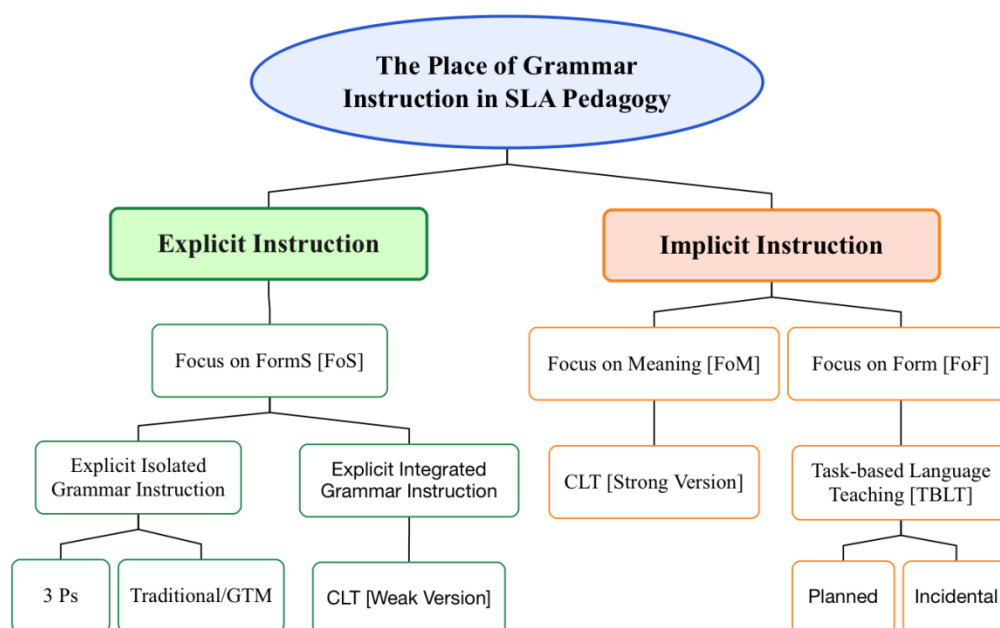 The Place of Grammar
Instruction in SLA Pedagogy
Explicit Instruction
Implicit Instruction
Focus on FormS [FoS]
Focus on Meaning [FoM]
Focus on Form [FoF]
Explicit Isolated
Grammar Instruction
Explicit Integrated
Grammar Instruction
CLT [Strong Version]
Task-based Language
Teaching [TBLT]
3 Ps
Traditional/GTM
CLT [Weak Version]
Planned
Incidental